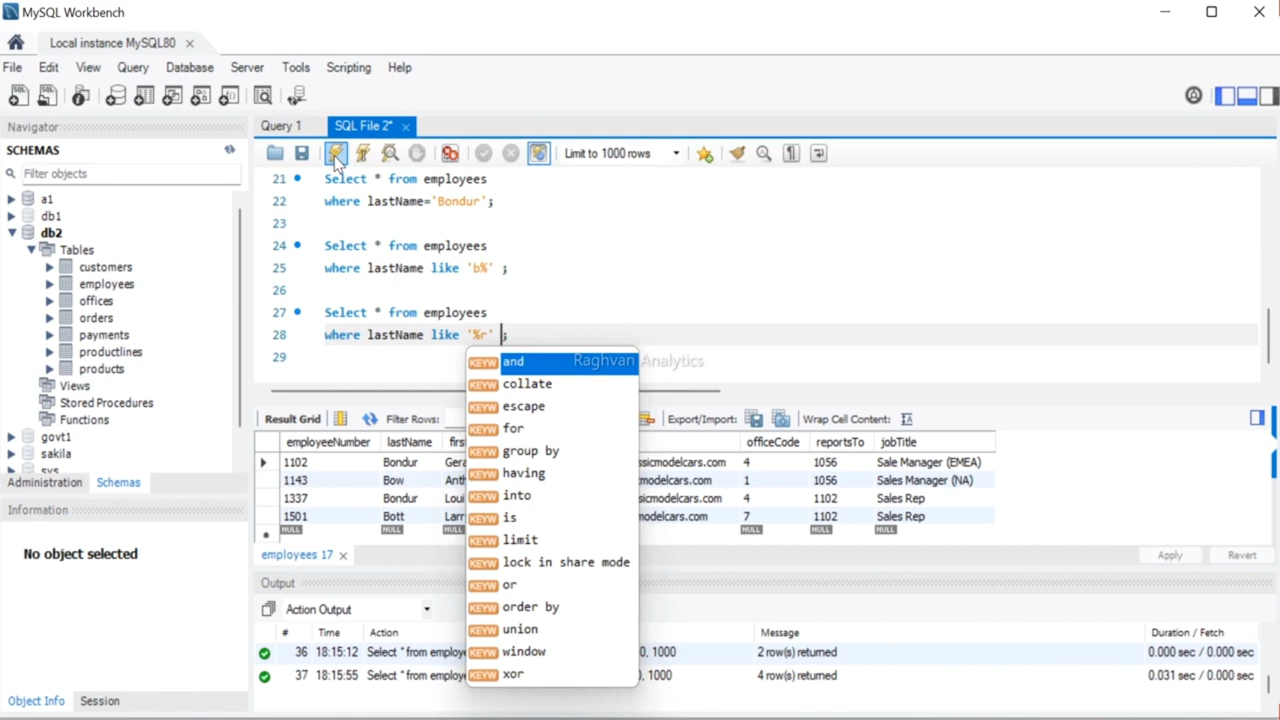 MySQL Workbench
Local instance MySQL80
File Edit View Query Database Server Tools Scripting Help
Navigator
SCHEMAS
Filter objects
a1
db1
db2
Tables
customers
employees
offices
orders
payments
productlines
products
Views
Stored Procedures
Functions
govt1
sakila
sys
Administration Schemas
Information
No object selected
Object Info Session
Query 1 SQL File 2*
Limit to 1000 rows
21 Select * from employees
22 where lastName='Bondur';
23
24 Select * from employees
25 where lastName like 'b%' ;
26
27 Select * from employees
28 where lastName like '%r' ;
29
KEYW and
KEYW collate
KEYW escape
KEYW for
KEYW group by
KEYW having
KEYW into
KEYW is
KEYW limit
KEYW lock in share mode
KEYW or
KEYW order by
KEYW union
KEYW window
KEYW xor
Raghvan Analytics
Result Grid Filter Rows: Export/Import: Wrap Cell Content:
employeeNumber lastName officeCode reportsTo jobTitle
1102 Bondur 4 1056 Sale Manager (EMEA)
1143 Bow 1 1056 Sales Manager (NA)
1337 Bondur 4 1102 Sales Rep
1501 Bott 7 1102 Sales Rep
NULL NULL NULL NULL NULL NULL
employees 17 Apply Revert
Output
Action Output
# Time Action Message Duration / Fetch
36 18:15:12 Select * from 0, 1000 2 row(s) returned 0.000 sec / 0.000 sec
37 18:15:55 Select * from , 1000 4 row(s) returned 0.031 sec / 0.000 sec